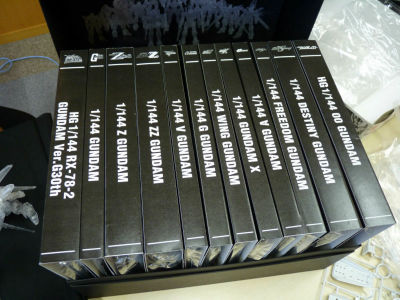 HG 1/144 RX-78-2
GUNDAM Ver.G30th
1/144 GUNDAM
1/144 Z GUNDAM
1/144 ZZ GUNDAM
1/144 V GUNDAM
1/144 G GUNDAM
1/144 WING GUNDAM
1/144 GUNDAM X
1/144 ∀ GUNDAM
1/144 FREEDOM GUNDAM
1/144 DESTINY GUNDAM
HG 1/144 OO GUNDAM